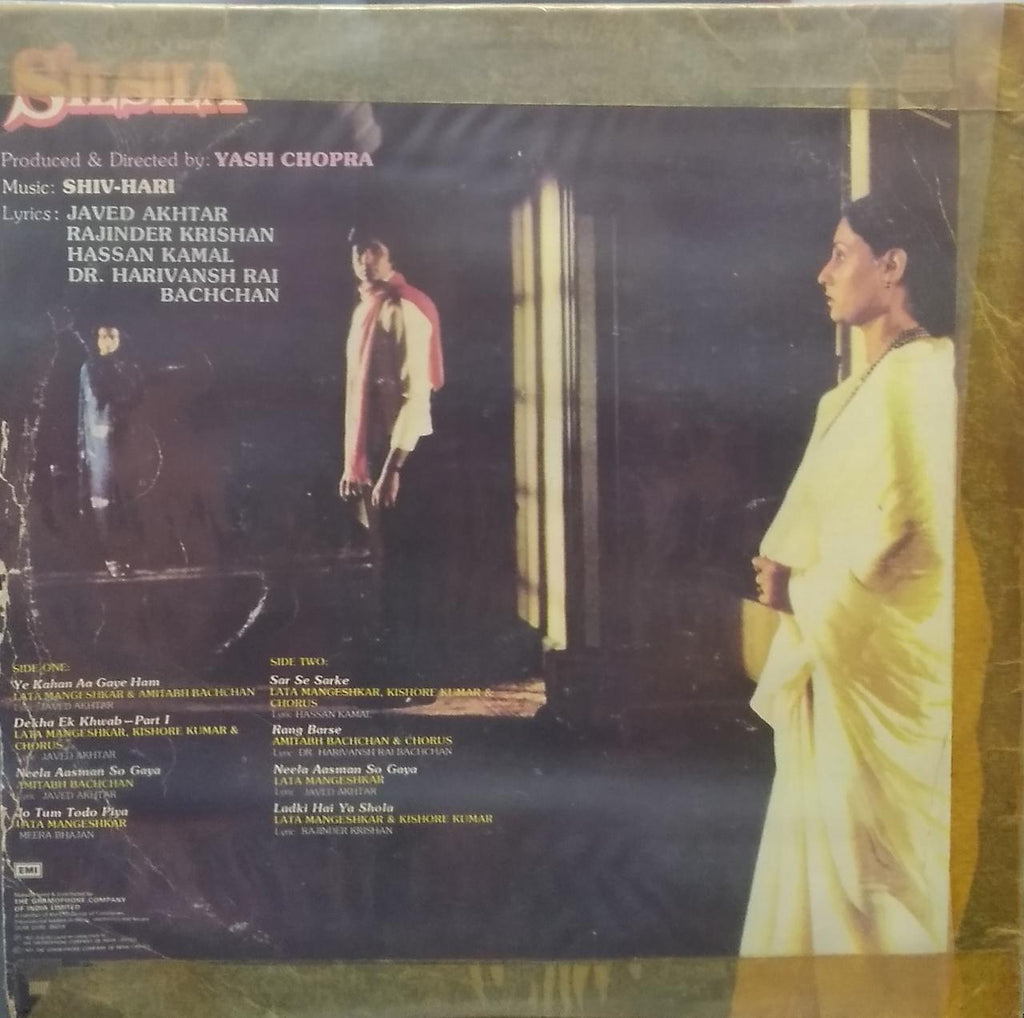 SILSILA
Produced & Directed by: YASH CHOPRA
Music: SHIV-HARI
Lyrics: JAVED AKHTAR
RAJINDER KRISHAN
HASSAN KAMAL
DR. HARIVANSH RAI
BACHCHAN
SIDE ONE:
Ye Kahan Aa Gaye Ham
LATA MANGESHKAR & AMITABH BACHCHAN
Lyric: JAVED AKHTAR
Dekha Ek Khwab—Part I
LATA MANGESHKAR, KISHORE KUMAR &
CHORUS
Lyric: JAVED AKHTAR
Neela Aasman So Gaya
AMITABH BACHCHAN
Lyric: JAVED AKHTAR
Jo Tum Todo Piya
LATA MANGESHKAR
MEERA BHAJAN
SIDE TWO:
Sar Se Sarke
LATA MANGESHKAR, KISHORE KUMAR &
CHORUS
Lyric: HASSAN KAMAL
Rang Barse
AMITABH BACHCHAN & CHORUS
Lyric: DR. HARIVANSH RAI BACHCHAN
Neela Aasman So Gaya
LATA MANGESHKAR
Lyric: JAVED AKHTAR
Ladki Hai Ya Shola
LATA MANGESHKAR & KISHORE KUMAR
Lyric: RAJINDER KRISHAN
EMI
THE GRAMOPHONE COMPANY
OF INDIA LIMITED